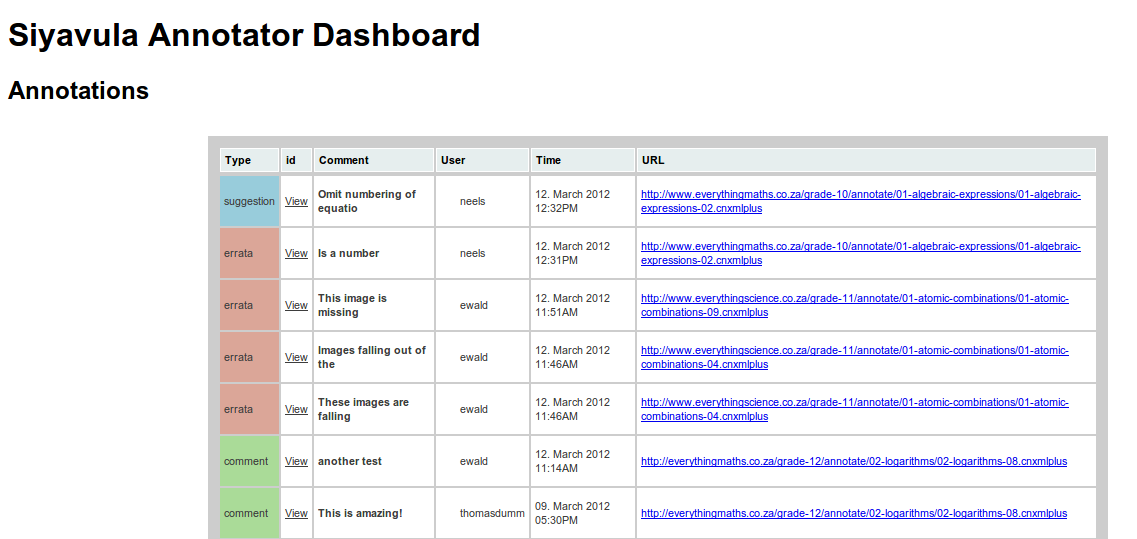 Siyavula Annotator Dashboard
Annotations
Type id Comment User Time URL
suggestion View Omit numbering of equatio neels 12. March 2012 12:32PM http://www.everythingmaths.co.za/grade-10/annotate/01-algebraic-expressions/01-algebraic-expressions-02.cnxmlplus
errata View Is a number neels 12. March 2012 12:31PM http://www.everythingmaths.co.za/grade-10/annotate/01-algebraic-expressions/01-algebraic-expressions-02.cnxmlplus
errata View This image is missing ewald 12. March 2012 11:51AM http://www.everythingscience.co.za/grade-11/annotate/01-atomic-combinations/01-atomic-combinations-09.cnxmlplus
errata View Images falling out of the ewald 12. March 2012 11:46AM http://www.everythingscience.co.za/grade-11/annotate/01-atomic-combinations/01-atomic-combinations-04.cnxmlplus
errata View These images are falling ewald 12. March 2012 11:46AM http://www.everythingscience.co.za/grade-11/annotate/01-atomic-combinations/01-atomic-combinations-04.cnxmlplus
comment View another test ewald 12. March 2012 11:14AM http://everythingmaths.co.za/grade-12/annotate/02-logarithms/02-logarithms-08.cnxmlplus
comment View This is amazing! thomasdumm 09. March 2012 05:30PM http://everythingmaths.co.za/grade-12/annotate/02-logarithms/02-logarithms-08.cnxmlplus